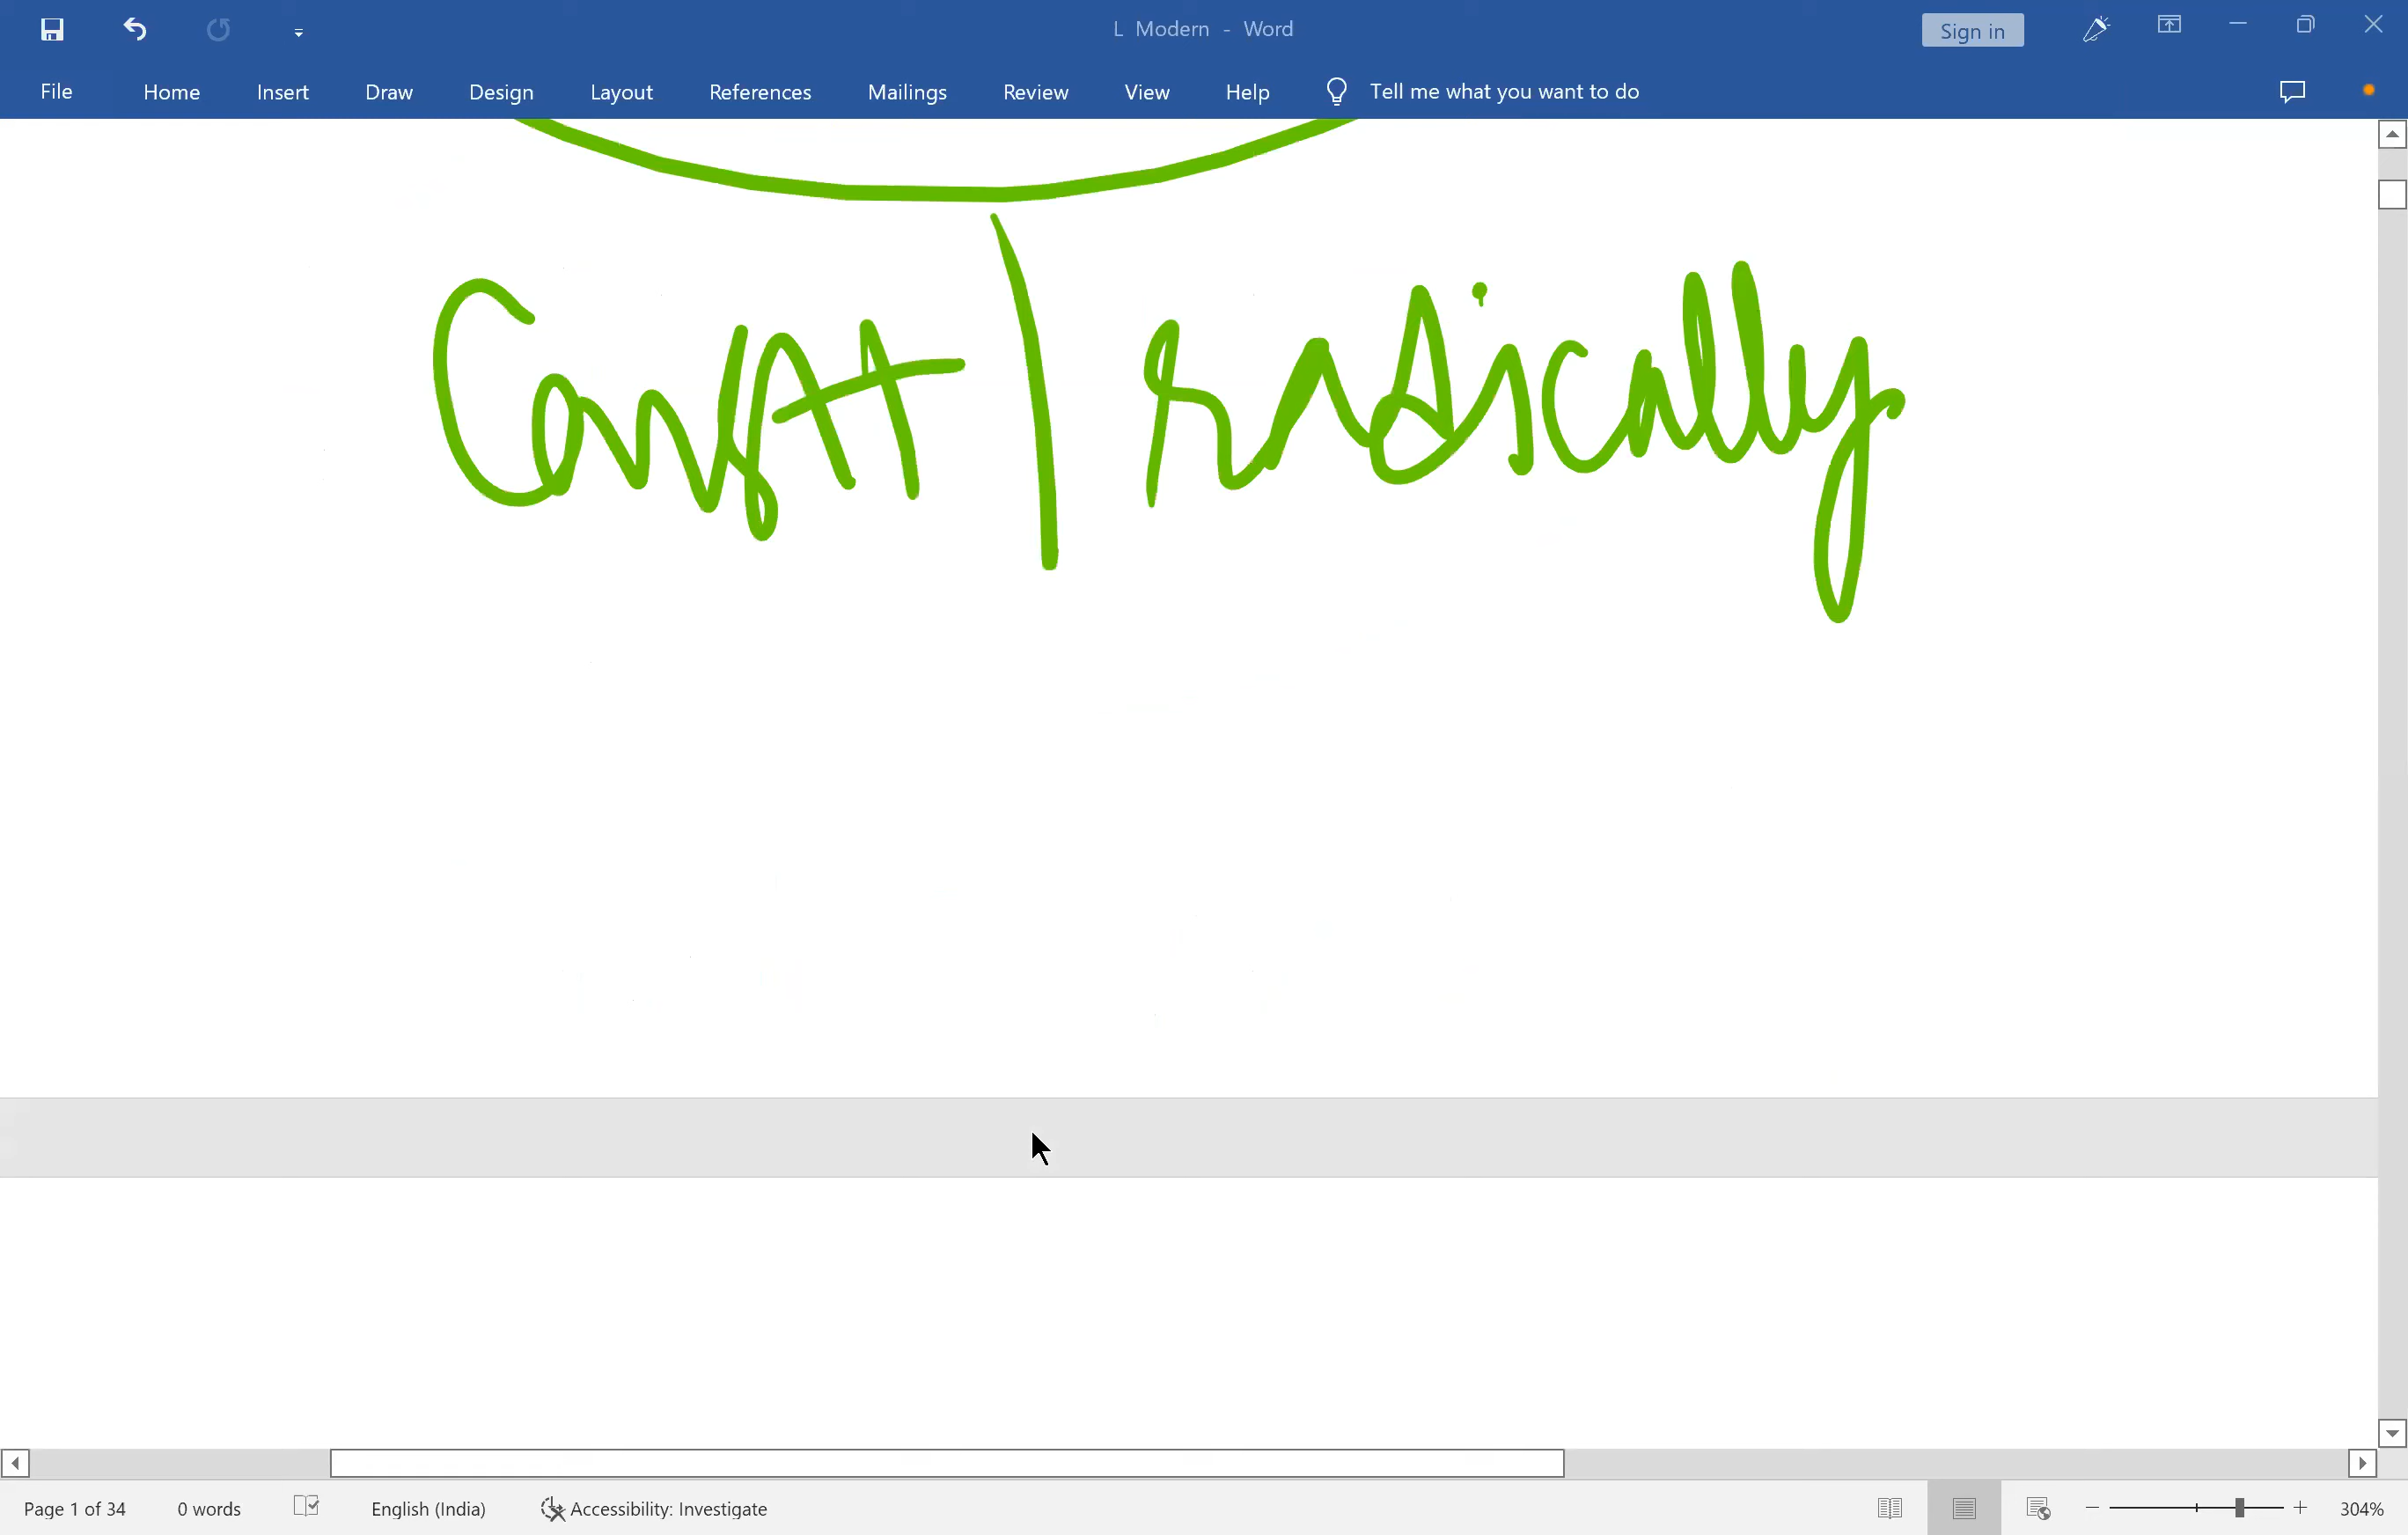 L Modern - Word
Sign in
File Home Insert Draw Design Layout References Mailings Review View Help Tell me what you want to do
radically
Page 1 of 34 0 words English (India) Accessibility: Investigate 304%